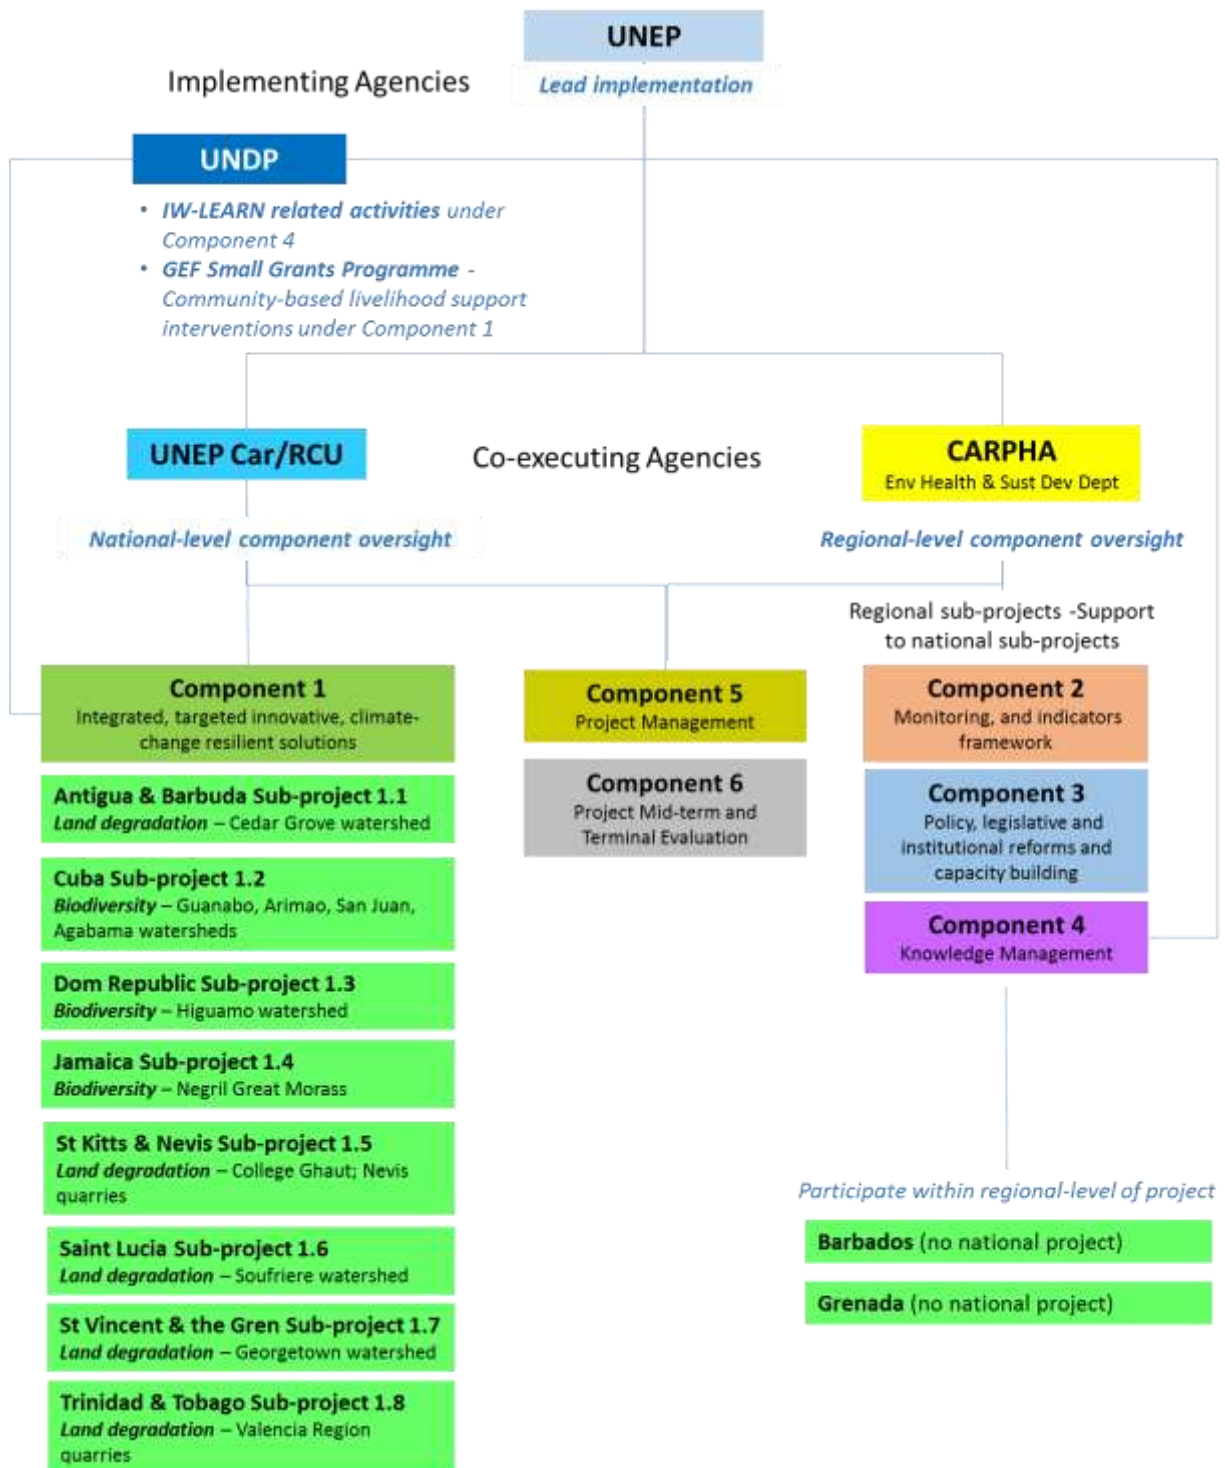 UNEP
Implementing Agencies
Lead implementation
UNDP
• IW-LEARN related activities under
Component 4
• GEF Small Grants Programme -
Community-based livelihood support
interventions under Component 1
UNEP Car/RCU
Co-executing Agencies
CARPHA
Env Health & Sust Dev Dept
National-level component oversight
Regional-level component oversight
Regional sub-projects -Support
to national sub-projects
Component 1
Integrated, targeted innovative, climate-
change resilient solutions
Component 5
Project Management
Component 2
Monitoring, and indicators
framework
Component 6
Project Mid-term and
Terminal Evaluation
Component 3
Policy, legislative and
institutional reforms and
capacity building
Component 4
Knowledge Management
Antigua & Barbuda Sub-project 1.1
Land degradation – Cedar Grove watershed
Cuba Sub-project 1.2
Biodiversity – Guanabo, Arimao, San Juan,
Agabama watersheds
Dom Republic Sub-project 1.3
Biodiversity – Higuamo watershed
Jamaica Sub-project 1.4
Biodiversity – Negril Great Morass
St Kitts & Nevis Sub-project 1.5
Land degradation – College Ghaut; Nevis
quarries
Saint Lucia Sub-project 1.6
Land degradation – Soufriere watershed
St Vincent & the Gren Sub-project 1.7
Land degradation – Georgetown watershed
Trinidad & Tobago Sub-project 1.8
Land degradation – Valencia Region
quarries
Participate within regional-level of project
Barbados (no national project)
Grenada (no national project)